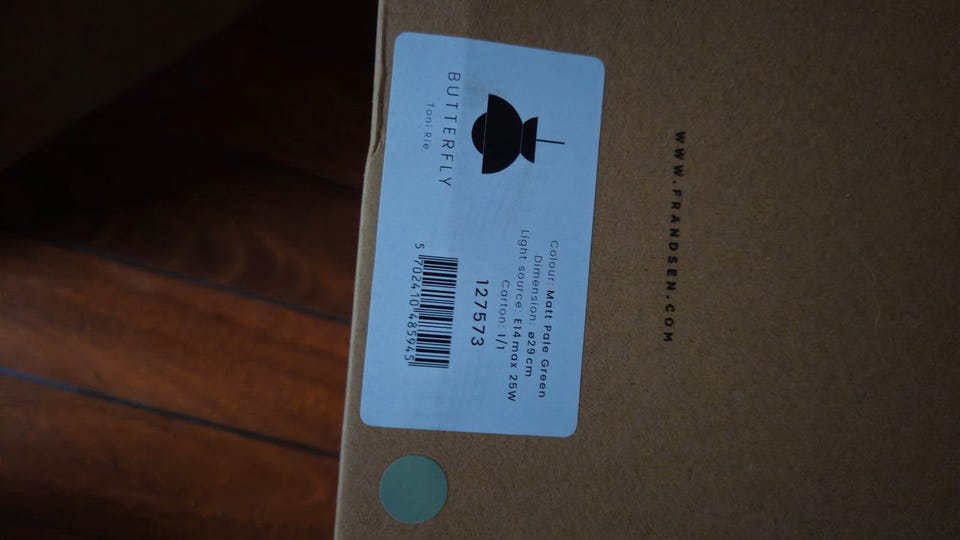 WWW.FRANDSEN.COM
BUTTERFLY
Toni Rie
Colour: Matt Pale Green
Dimension: ø29cm
Light source: E14 max 25W
Carton: 1/1
127573
5 702410 485945